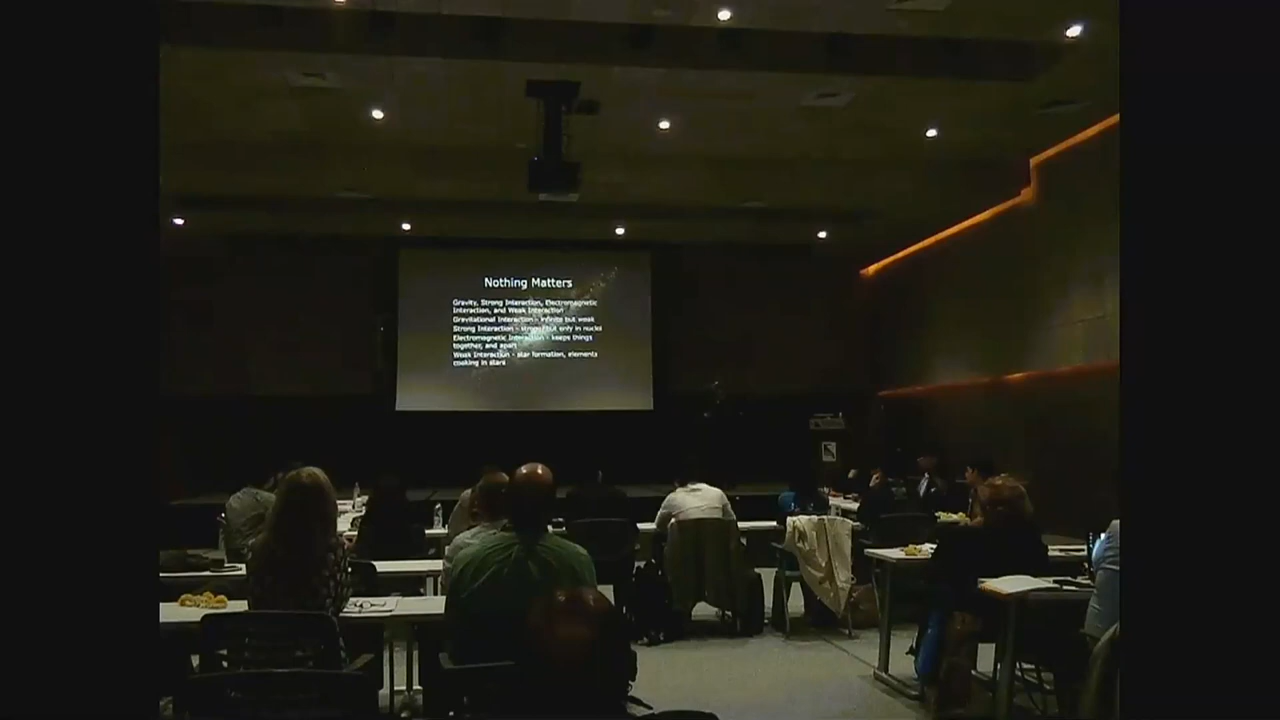 Nothing Matters
Gravity, Strong Interaction, Electromagnetic
Interaction, and Weak Interaction
Gravitational Interaction - infinite but weak
Strong Interaction - strong but only in nuclei
Electromagnetic Interaction - keeps things
together, and apart
Weak Interaction - star formation, elements
cooking in stars